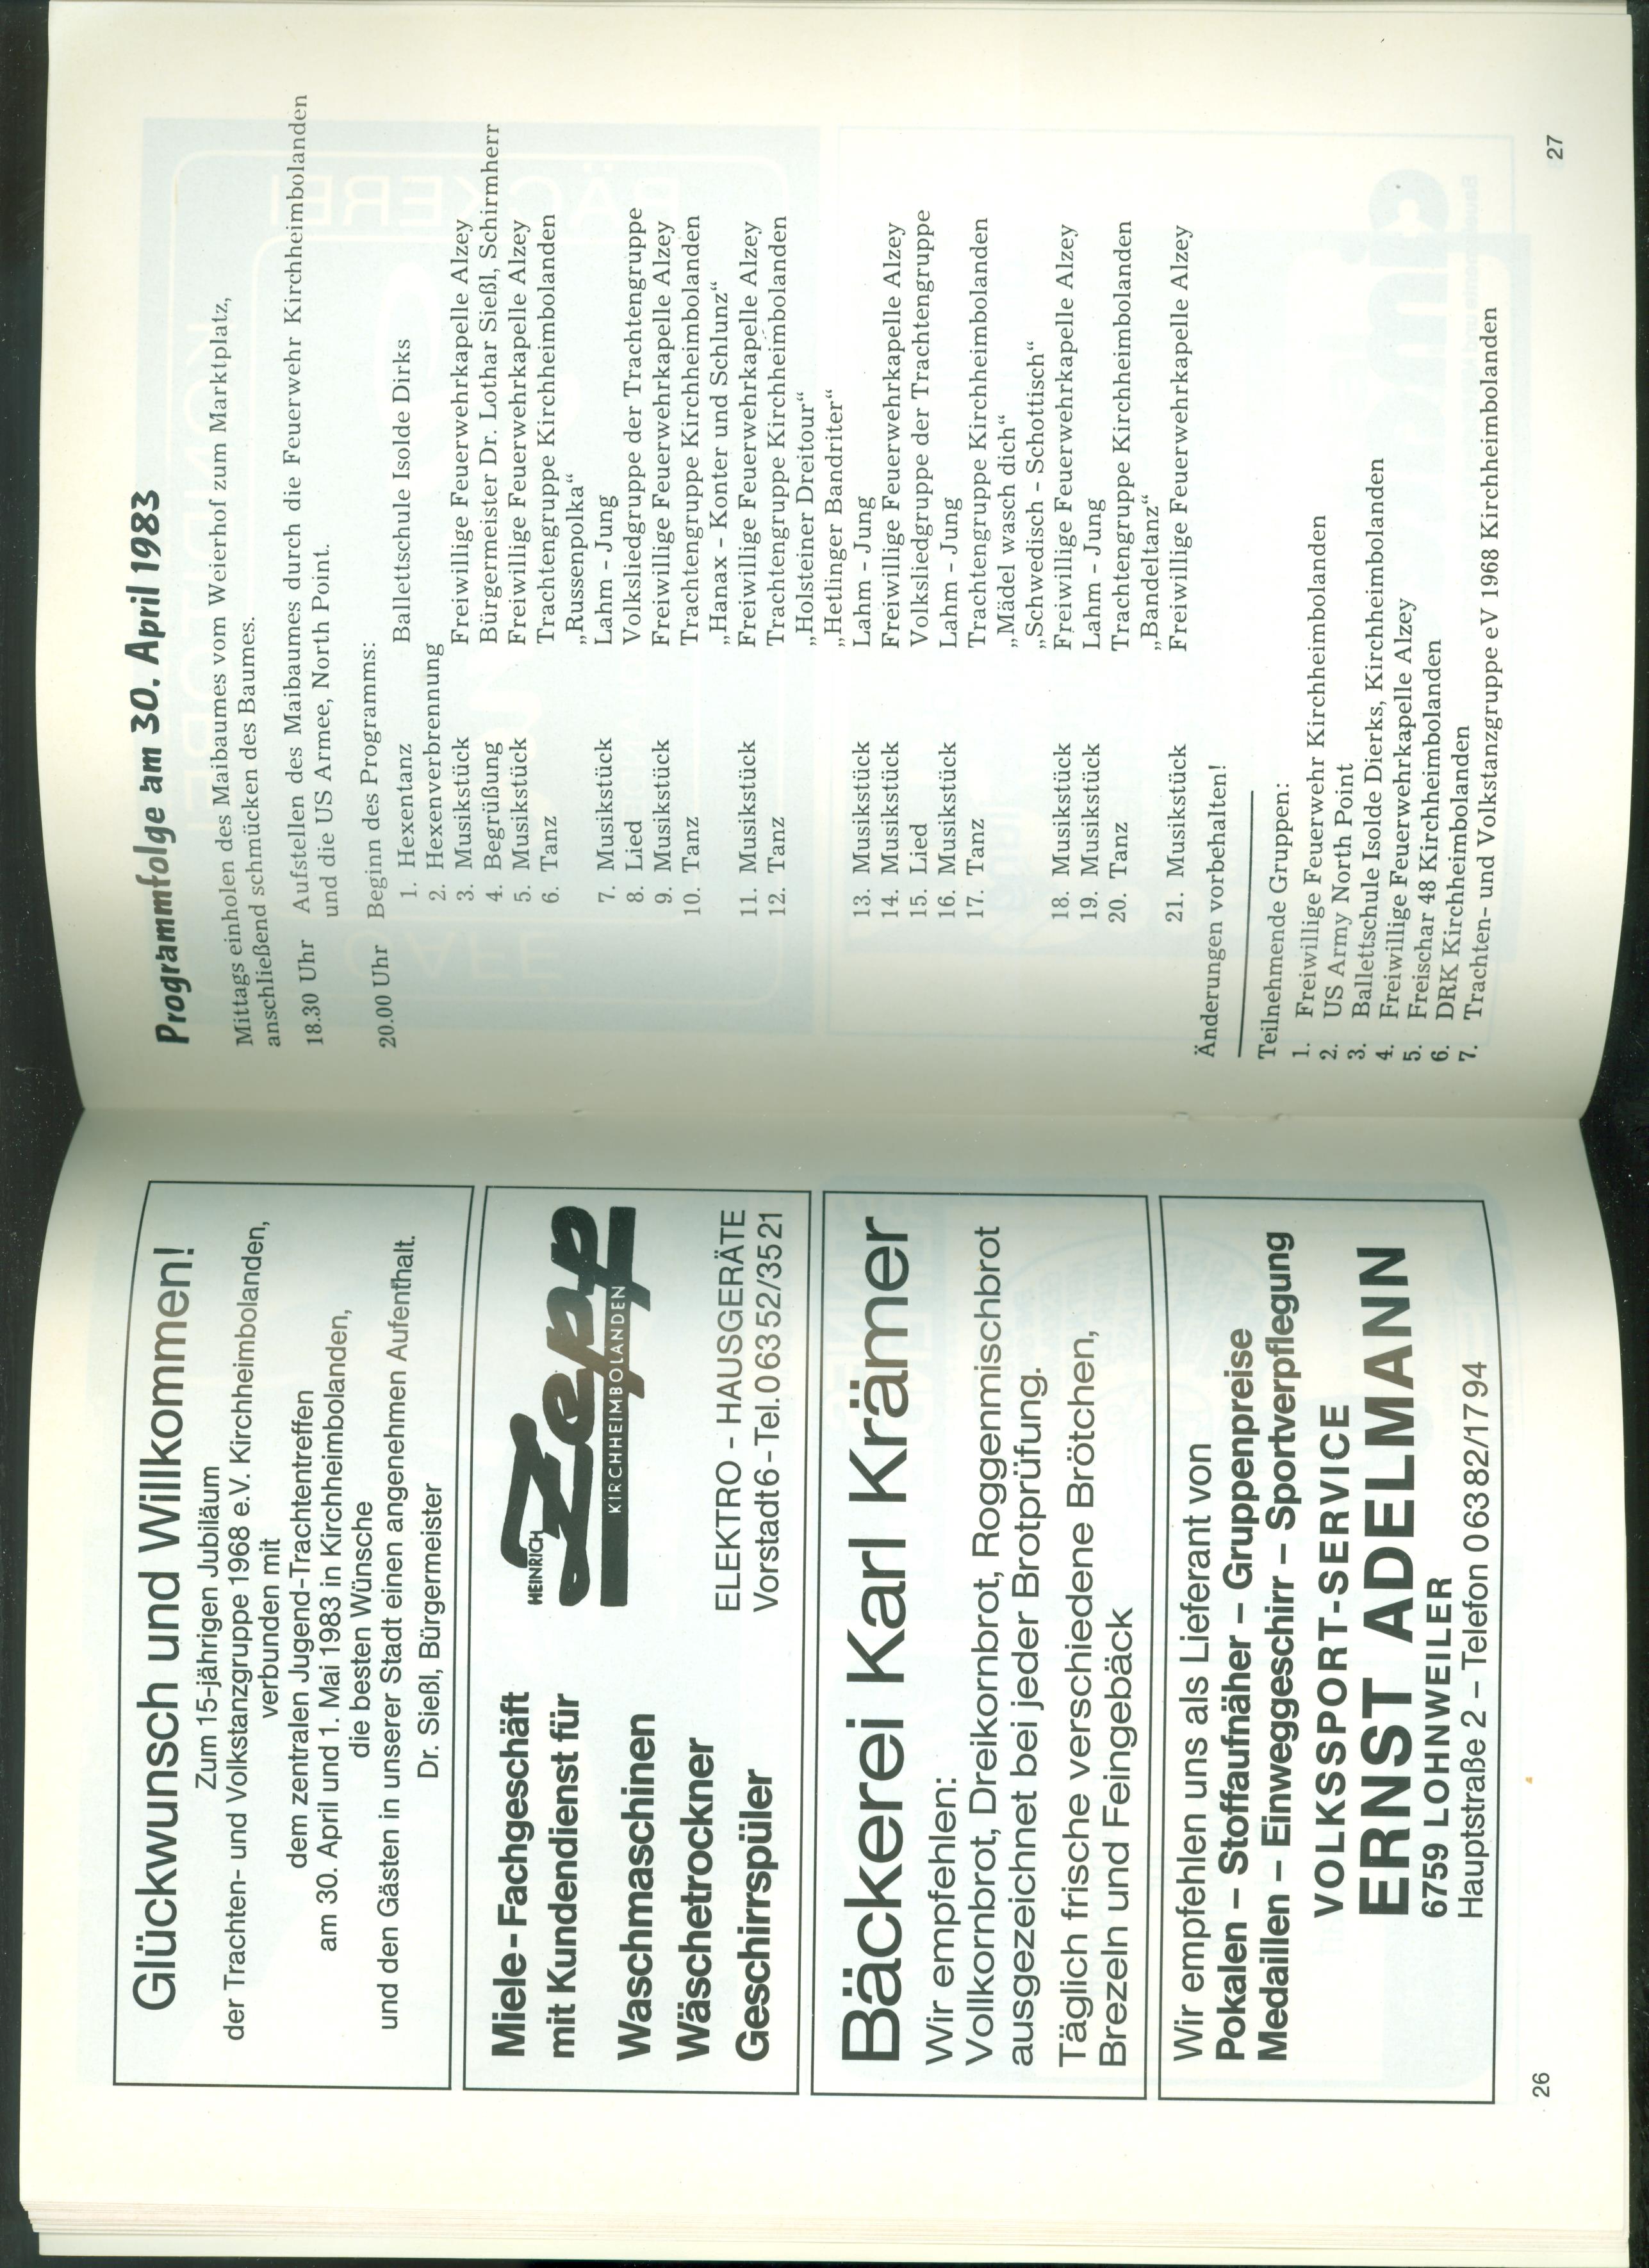 Glückwunsch und Willkommen!
Zum 15-jährigen Jubiläum
der Trachten- und Volkstanzgruppe 1968 e.V. Kirchheimbolanden,
verbunden mit
dem zentralen Jugend-Trachtentreffen
am 30. April und 1. Mai 1983 in Kirchheimbolanden,
die besten Wünsche
und den Gästen in unserer Stadt einen angenehmen Aufenthalt.
Dr. Sießl, Bürgermeister
Miele-Fachgeschäft
mit Kundendienst für
Waschmaschinen
Wäschetrockner
Geschirrspüler
HEINRICH
Zepp
KIRCHHEIMBOLANDEN
ELEKTRO - HAUSGERÄTE
Vorstadt 6 - Tel. 0 63 52/35 21
Bäckerei Karl Krämer
Wir empfehlen:
Vollkornbrot, Dreikornbrot, Roggenmischbrot
ausgezeichnet bei jeder Brotprüfung.
Täglich frische verschiedene Brötchen,
Brezeln und Feingebäck
Wir empfehlen uns als Lieferant von
Pokalen – Stoffaufnäher – Gruppenpreise
Medaillen – Einweggeschirr – Sportverpflegung
VOLKSSPORT-SERVICE
ERNST ADELMANN
6759 LOHNWEILER
Hauptstraße 2 – Telefon 0 63 82/17 94
26
Programmfolge am 30. April 1983
Mittags einholen des Maibaumes vom Weierhof zum Marktplatz,
anschließend schmücken des Baumes.
18.30 Uhr Aufstellen des Maibaumes durch die Feuerwehr Kirchheimbolanden
und die US Armee, North Point.
20.00 Uhr Beginn des Programms:
1. Hexentanz Ballettschule Isolde Dirks
2. Hexenverbrennung
3. Musikstück Freiwillige Feuerwehrkapelle Alzey
4. Begrüßung Bürgermeister Dr. Lothar Sießl, Schirmherr
5. Musikstück Freiwillige Feuerwehrkapelle Alzey
6. Tanz Trachtengruppe Kirchheimbolanden
„Russenpolka“
7. Musikstück Lahm - Jung
8. Lied Volksliedgruppe der Trachtengruppe
9. Musikstück Freiwillige Feuerwehrkapelle Alzey
10. Tanz Trachtengruppe Kirchheimbolanden
„Hanax - Konter und Schlunz“
11. Musikstück Freiwillige Feuerwehrkapelle Alzey
12. Tanz Trachtengruppe Kirchheimbolanden
„Holsteiner Dreitour“
„Hetlinger Bandriter“
13. Musikstück Lahm - Jung
14. Musikstück Freiwillige Feuerwehrkapelle Alzey
15. Lied Volksliedgruppe der Trachtengruppe
16. Musikstück Lahm - Jung
17. Tanz Trachtengruppe Kirchheimbolanden
„Mädel wasch dich“
„Schwedisch - Schottisch“
18. Musikstück Freiwillige Feuerwehrkapelle Alzey
19. Musikstück Lahm - Jung
20. Tanz Trachtengruppe Kirchheimbolanden
„Bandeltanz“
21. Musikstück Freiwillige Feuerwehrkapelle Alzey
Änderungen vorbehalten!
Teilnehmende Gruppen:
1. Freiwillige Feuerwehr Kirchheimbolanden
2. US Army North Point
3. Ballettschule Isolde Dierks, Kirchheimbolanden
4. Freiwillige Feuerwehrkapelle Alzey
5. Freischar 48 Kirchheimbolanden
6. DRK Kirchheimbolanden
7. Trachten- und Volkstanzgruppe eV 1968 Kirchheimbolanden
27